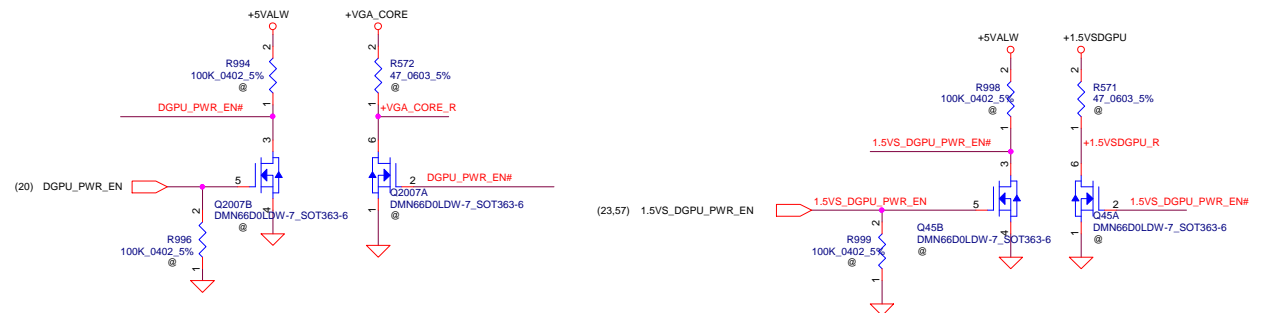 +5VALW
+VGA_CORE
2
2
R994
100K_0402_5%
@
R572
47_0603_5%
@
1
1
DGPU_PWR_EN#
+VGA_CORE_R
3
6
(20) DGPU_PWR_EN
5
2
DGPU_PWR_EN#
Q2007B
DMN66D0LDW-7_SOT363-6
@
4
Q2007A
DMN66D0LDW-7_SOT363-6
@
1
2
R996
100K_0402_5%
@
1
+5VALW
+1.5VSDGPU
2
2
R998
100K_0402_5%
@
R571
47_0603_5%
@
1
1
1.5VS_DGPU_PWR_EN#
+1.5VSDGPU_R
3
6
(23,57) 1.5VS_DGPU_PWR_EN
1.5VS_DGPU_PWR_EN
5
2
1.5VS_DGPU_PWR_EN#
Q45B
DMN66D0LDW-7_SOT363-6
@
4
Q45A
DMN66D0LDW-7_SOT363-6
@
1
2
R999
100K_0402_5%
@
1